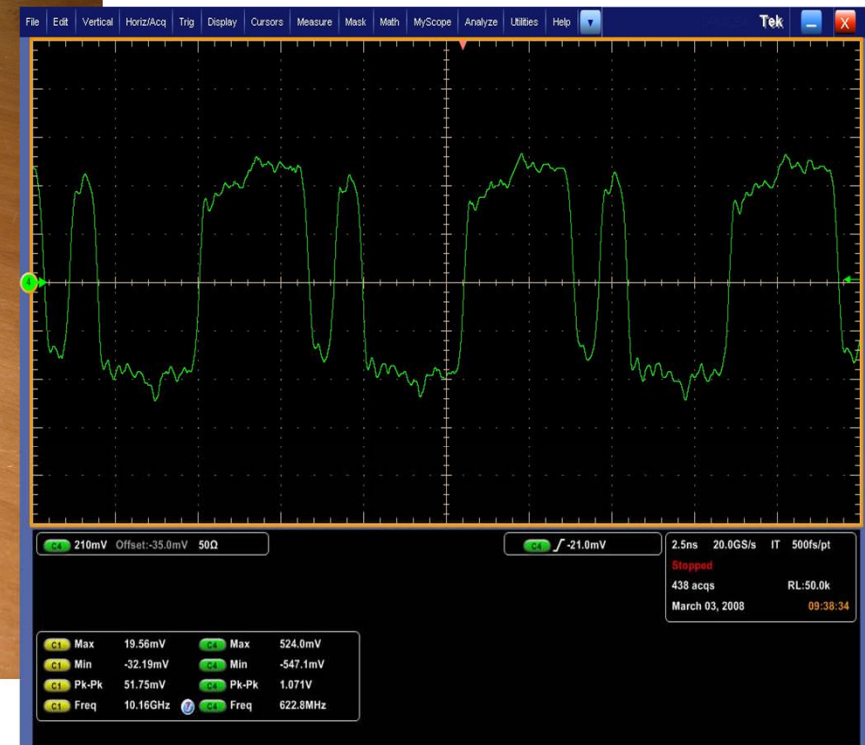 File Edit Vertical Horiz/Acq Trig Display Cursors Measure Mask Math MyScope Analyze Utilities Help Tek X
4
C4 210mV Offset:-35.0mV 50Ω
C4 -21.0mV
2.5ns 20.0GS/s IT 500fs/pt
Stopped
438 acqs RL:50.0k
March 03, 2008 09:38:34
C1 Max 19.56mV C4 Max 524.0mV
C1 Min -32.19mV C4 Min -547.1mV
C1 Pk-Pk 51.75mV C4 Pk-Pk 1.071V
C1 Freq 10.16GHz C4 Freq 622.8MHz